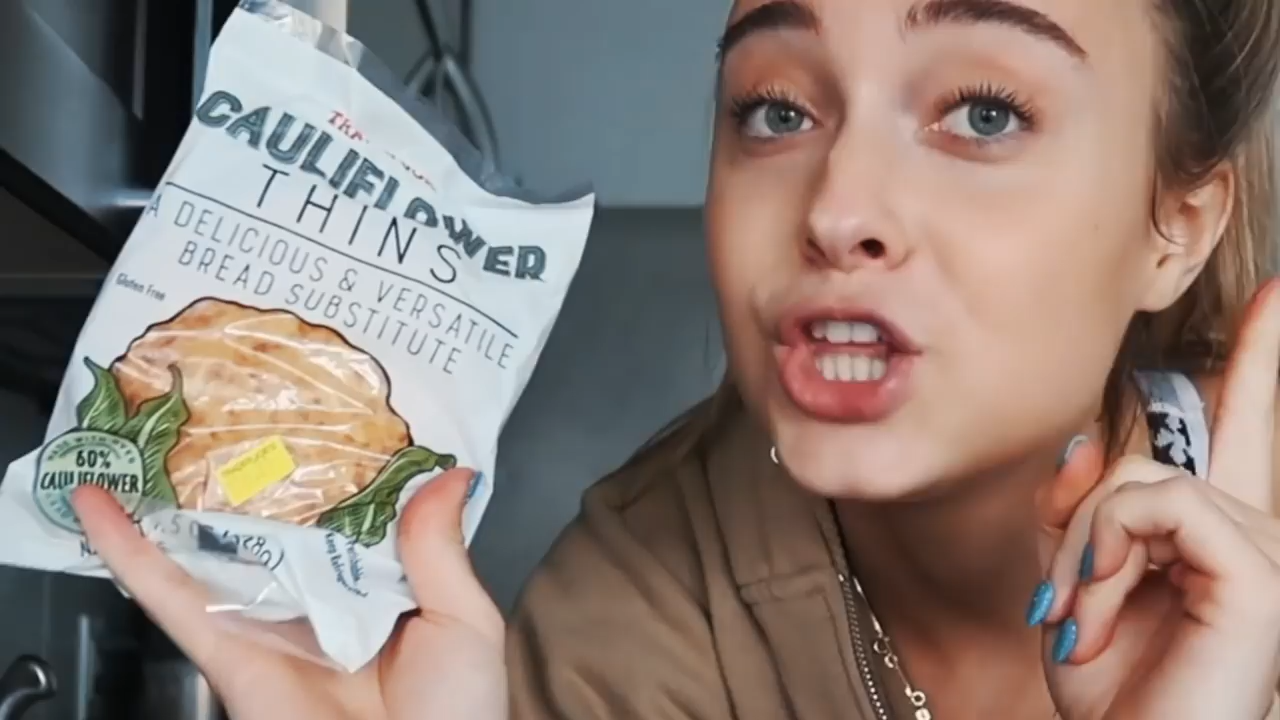 CAULIFLOWER
THINS
A DELICIOUS & VERSATILE
BREAD SUBSTITUTE
Gluten Free
60%
CAULIFLOWER